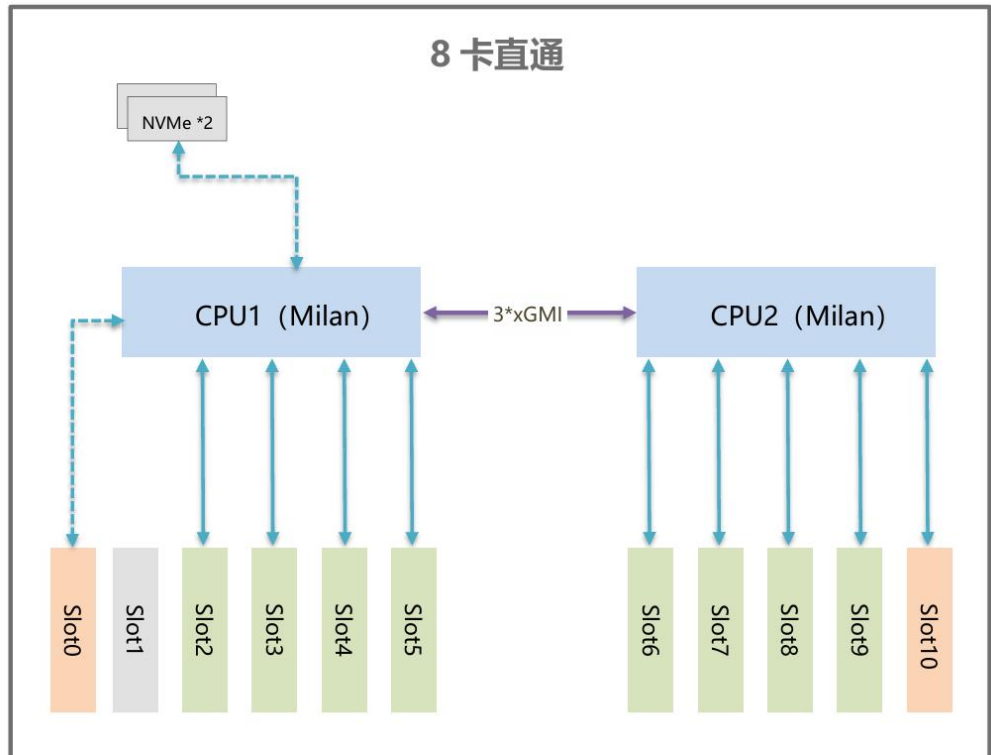 8 卡直通
NVMe *2
CPU1（Milan）
3*xGMI
CPU2（Milan）
Slot0
Slot1
Slot2
Slot3
Slot4
Slot5
Slot6
Slot7
Slot8
Slot9
Slot10